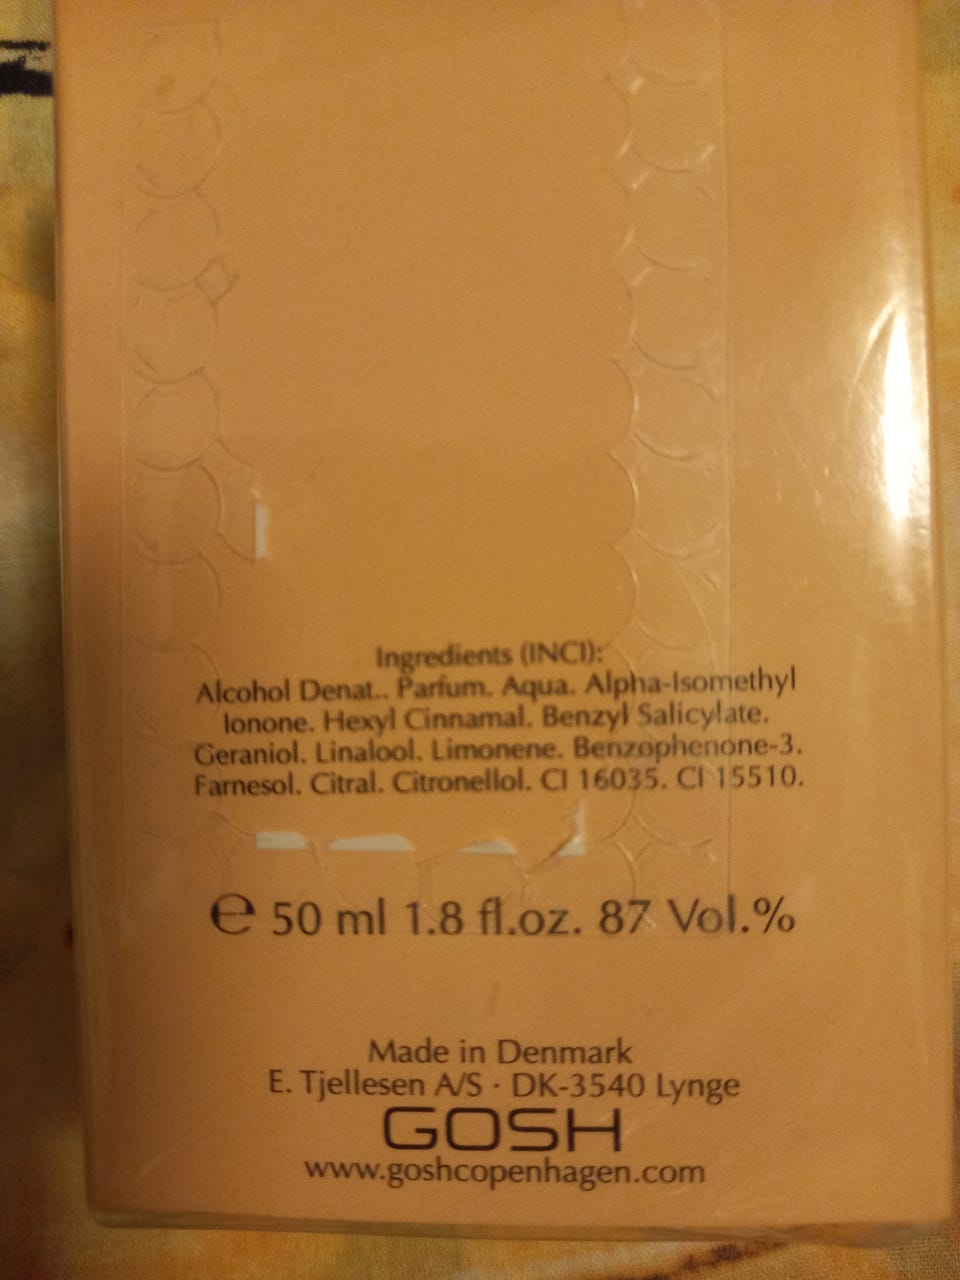 Ingredients (INCI):
Alcohol Denat.. Parfum. Aqua. Alpha-Isomethyl
Ionone. Hexyl Cinnamal. Benzyl Salicylate.
Geraniol. Linalool. Limonene. Benzophenone-3.
Farnesol. Citral. Citronellol. CI 16035. CI 15510.
℮ 50 ml 1.8 fl.oz. 87 Vol.%
Made in Denmark
E. Tjellesen A/S · DK-3540 Lynge
GOSH
www.goshcopenhagen.com